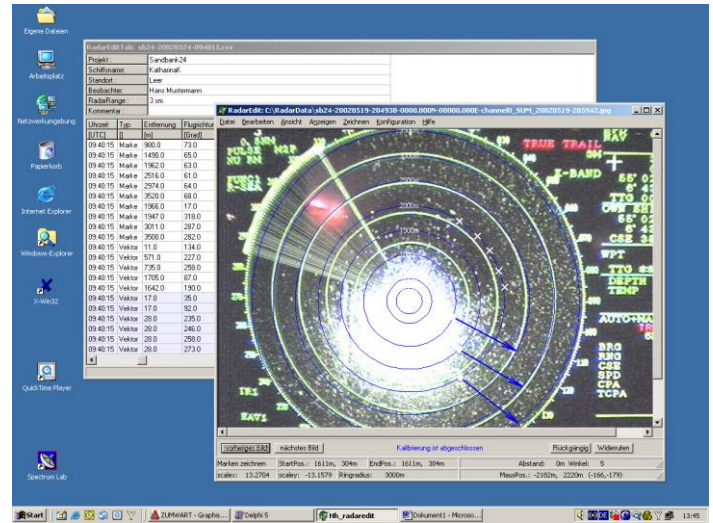 Eigene Dateien
Arbeitsplatz
Netzwerkumgebung
Papierkorb
Internet Explorer
Windows-Explorer
X-Win32
QuickTime Player
Spectrum Lab
RadarEditTab: sb24-20020524-094015.csv
Projekt: Sandbank24
Schiffsname: KatharinaK
Standort: Leer
Beobachter: Hans Mustermann
RadarRange: 3 sm
Kommentar:
Uhrzeit Typ Entfernung Flugrichtun
[UTC] [] [m] [Grad]
09:40:15 Marke 980.0 73.0
09:40:15 Marke 1490.0 65.0
09:40:15 Marke 1962.0 63.0
09:40:15 Marke 2516.0 61.0
09:40:15 Marke 2974.0 64.0
09:40:15 Marke 3520.0 68.0
09:40:15 Marke 1966.0 17.0
09:40:15 Marke 1947.0 318.0
09:40:15 Marke 3011.0 287.0
09:40:15 Marke 3500.0 282.0
09:40:15 Vektor 11.0 134.0
09:40:15 Vektor 571.0 227.0
09:40:15 Vektor 735.0 258.0
09:40:15 Vektor 1705.0 87.0
09:40:15 Vektor 1642.0 190.0
09:40:15 Vektor 17.0 35.0
09:40:15 Vektor 17.0 92.0
09:40:15 Vektor 28.0 235.0
09:40:15 Vektor 28.0 246.0
09:40:15 Vektor 28.0 258.0
09:40:15 Vektor 28.0 273.0
RadarEdit: C:\RadarData\sb24-20020519-204938-0000.000N-00000.000E-channel0_SUM_20020519-205942.jpg
Datei Bearbeiten Ansicht Anzeigen Zeichnen Konfiguration Hilfe
PULSE M2P
TRUE TRAIL
X-BAND
2500m
2000m
1500m
WPT
TTG
DEPTH
TEMP
BRG
RNG
CSE
SPD
CPA
TCPA
vorheriges Bild nächstes Bild Kalibrierung ist abgeschlossen Rückgängig Widerrufen
Marken zeichnen StartPos.: 1611m, 304m EndPos.: 1611m, 304m Abstand: 0m Winkel: 5
scalex: 13.2704 scaley: -13.1579 Ringradius: 3000m MausPos.: -2182m, 2220m (-166,-179)
Start ZUMWART - Graphi... Delphi 5 Hh_radaredit Dokument1 - Microso... 13:45